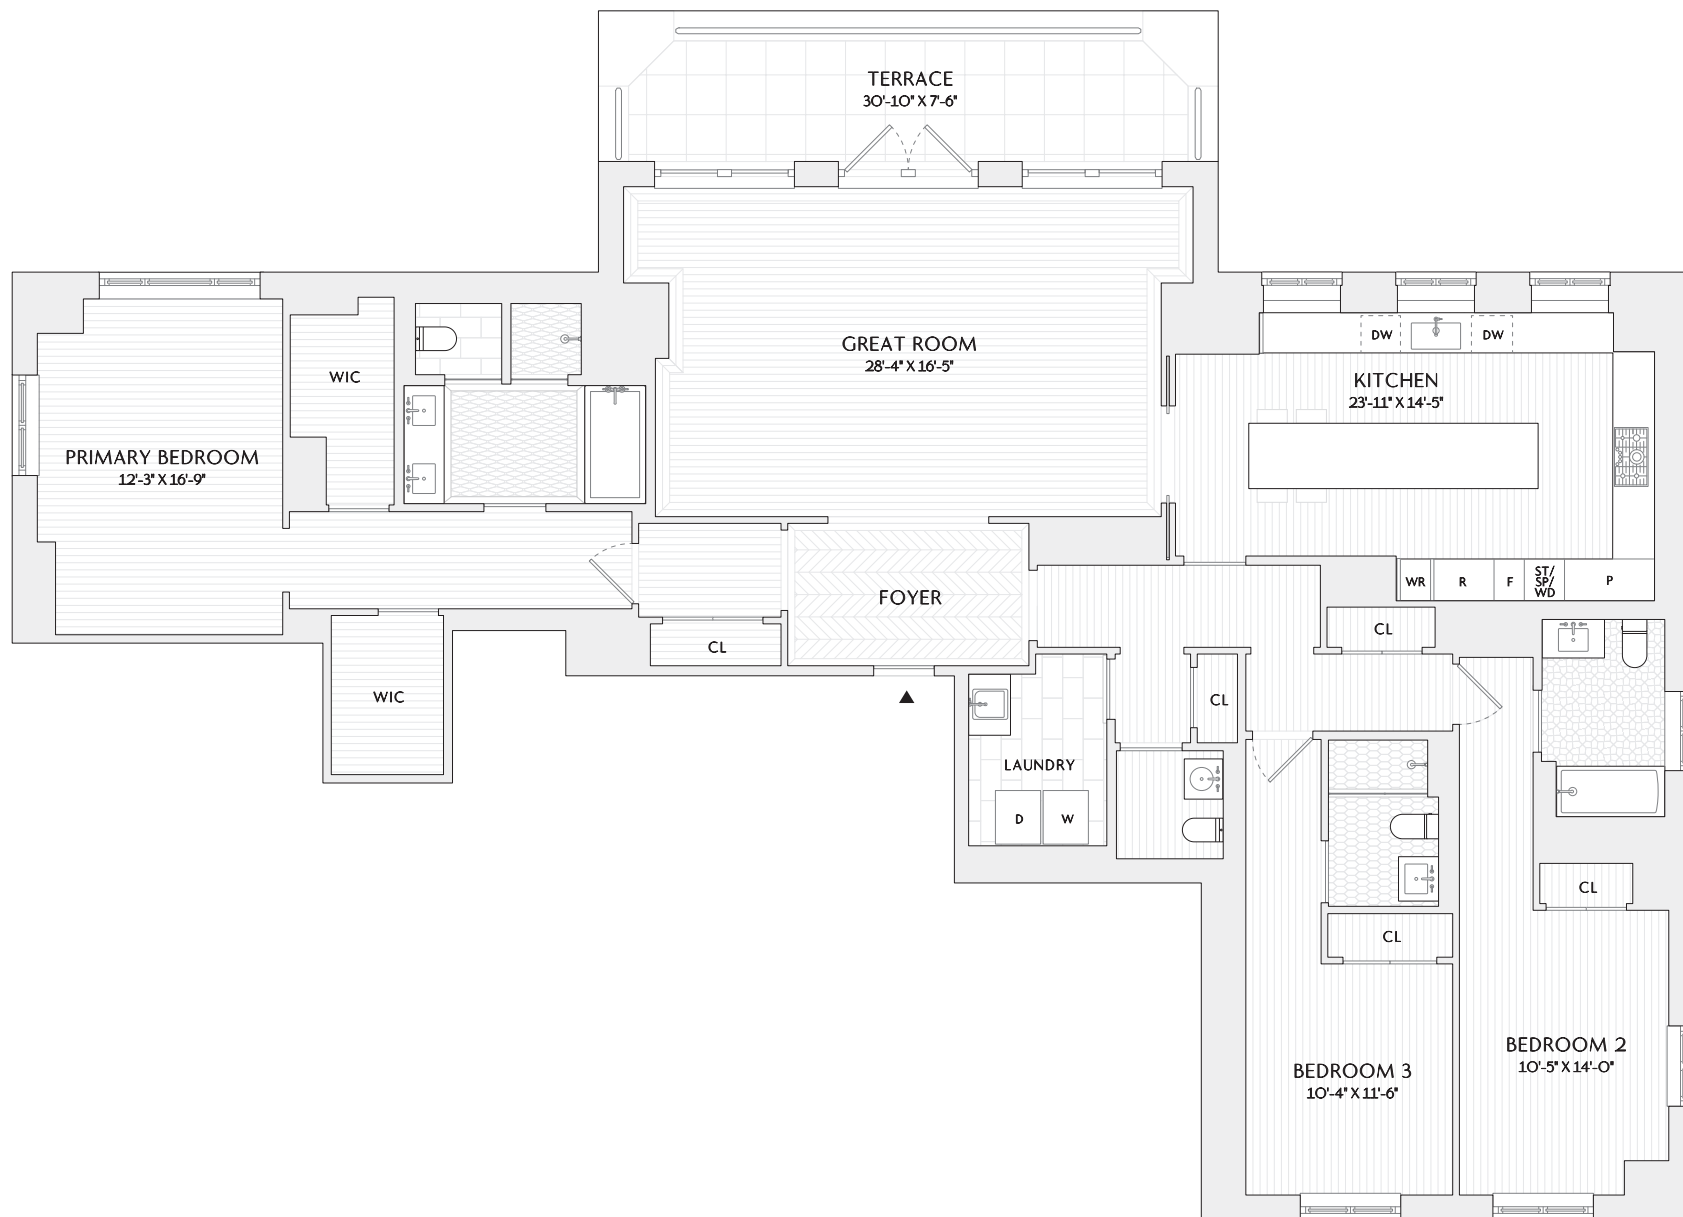 TERRACE
30'-10" X 7'-6"
GREAT ROOM
28'-4" X 16'-5"
DW
DW
KITCHEN
23'-11" X 14'-5"
WIC
PRIMARY BEDROOM
12'-3" X 16'-9"
WR
R
F
ST/
SP/
WD
P
FOYER
CL
CL
WIC
CL
LAUNDRY
D
W
CL
CL
BEDROOM 3
10'-4" X 11'-6"
BEDROOM 2
10'-5" X 14'-0"